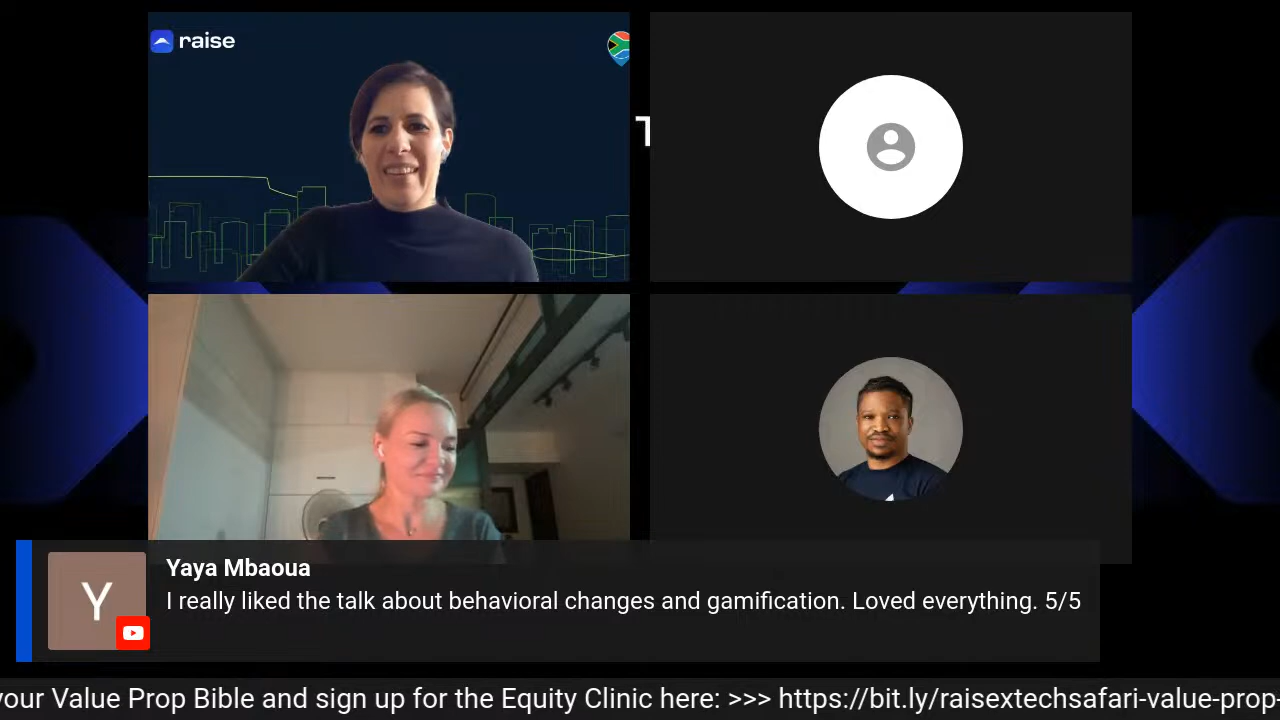 raise
T
Y
Yaya Mbaoua
I really liked the talk about behavioral changes and gamification. Loved everything. 5/5
your Value Prop Bible and sign up for the Equity Clinic here: >>> https://bit.ly/raisextechsafari-value-prop-